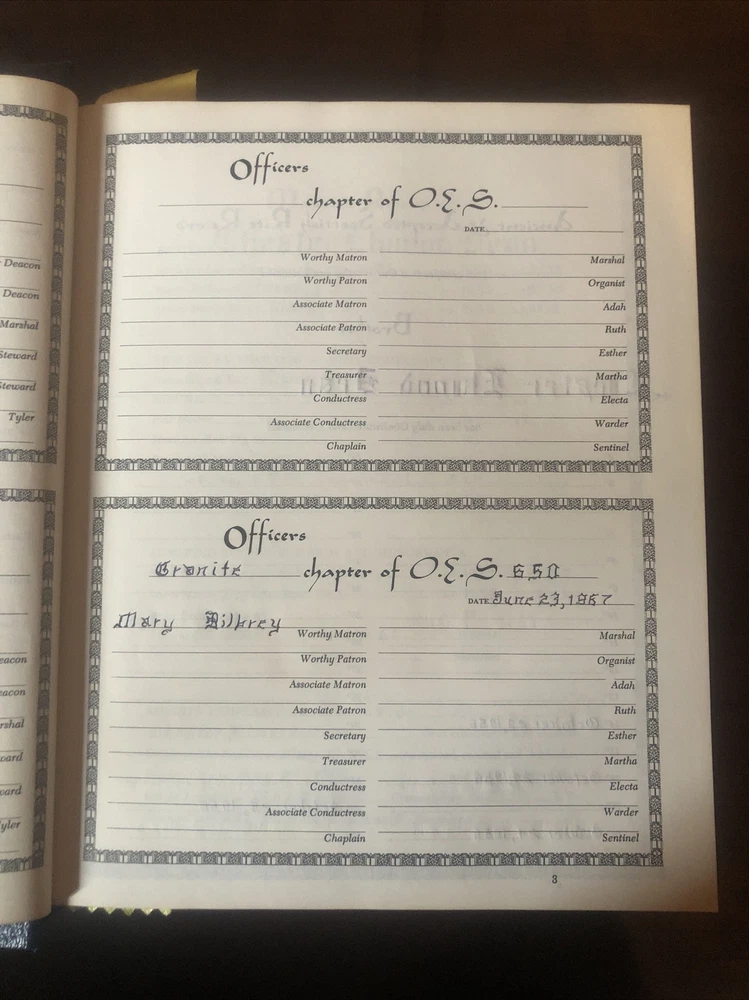 Deacon
Deacon
Marshal
Steward
Steward
Tyler
Officers
chapter of O.E.S.
DATE
Worthy Matron Marshal
Worthy Patron Organist
Associate Matron Adah
Associate Patron Ruth
Secretary Esther
Treasurer Martha
Conductress Electa
Associate Conductress Warder
Chaplain Sentinel
eacon
eacon
rshal
ward
ward
yler
Officers
Granite chapter of O.E.S. 650
DATE June 23, 1967
Mary Bilbrey
Worthy Matron Marshal
Worthy Patron Organist
Associate Matron Adah
Associate Patron Ruth
Secretary Esther
Treasurer Martha
Conductress Electa
Associate Conductress Warder
Chaplain Sentinel
3